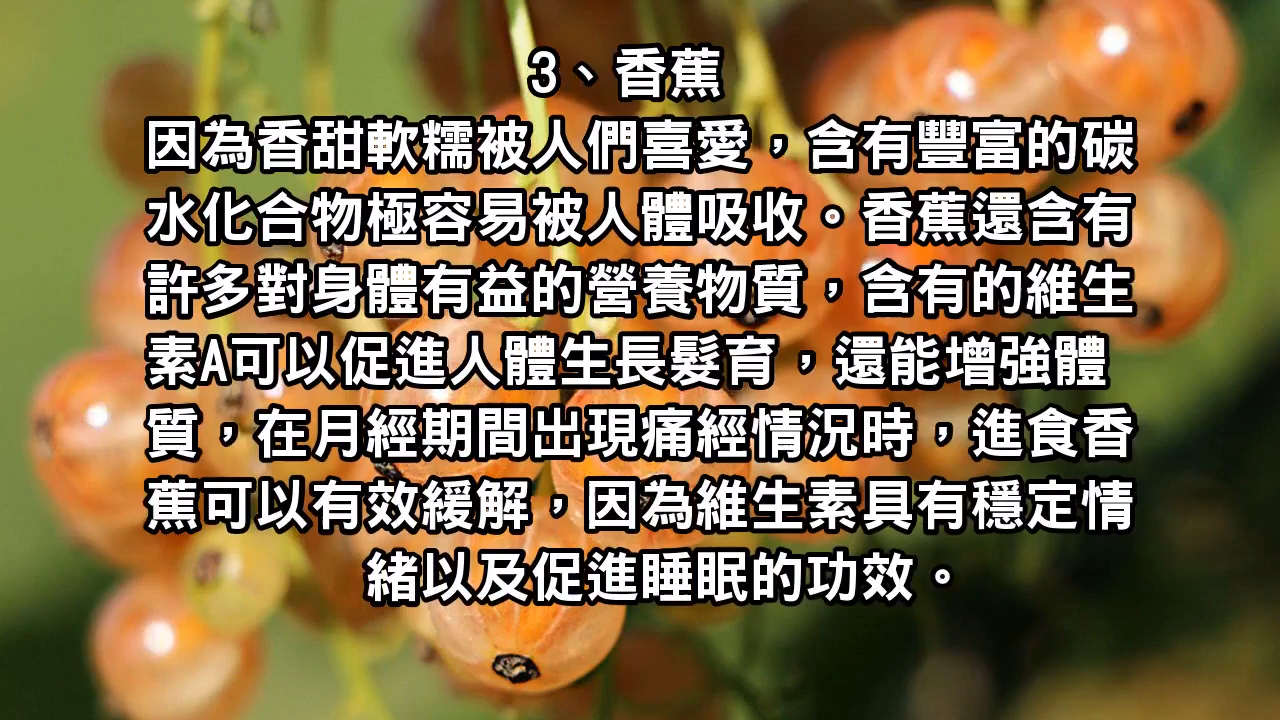 3、香蕉
因為香甜軟糯被人們喜愛，含有豐富的碳
水化合物極容易被人體吸收。香蕉還含有
許多對身體有益的營養物質，含有的維生
素A可以促進人體生長髮育，還能增強體
質，在月經期間出現痛經情況時，進食香
蕉可以有效緩解，因為維生素具有穩定情
緒以及促進睡眠的功效。